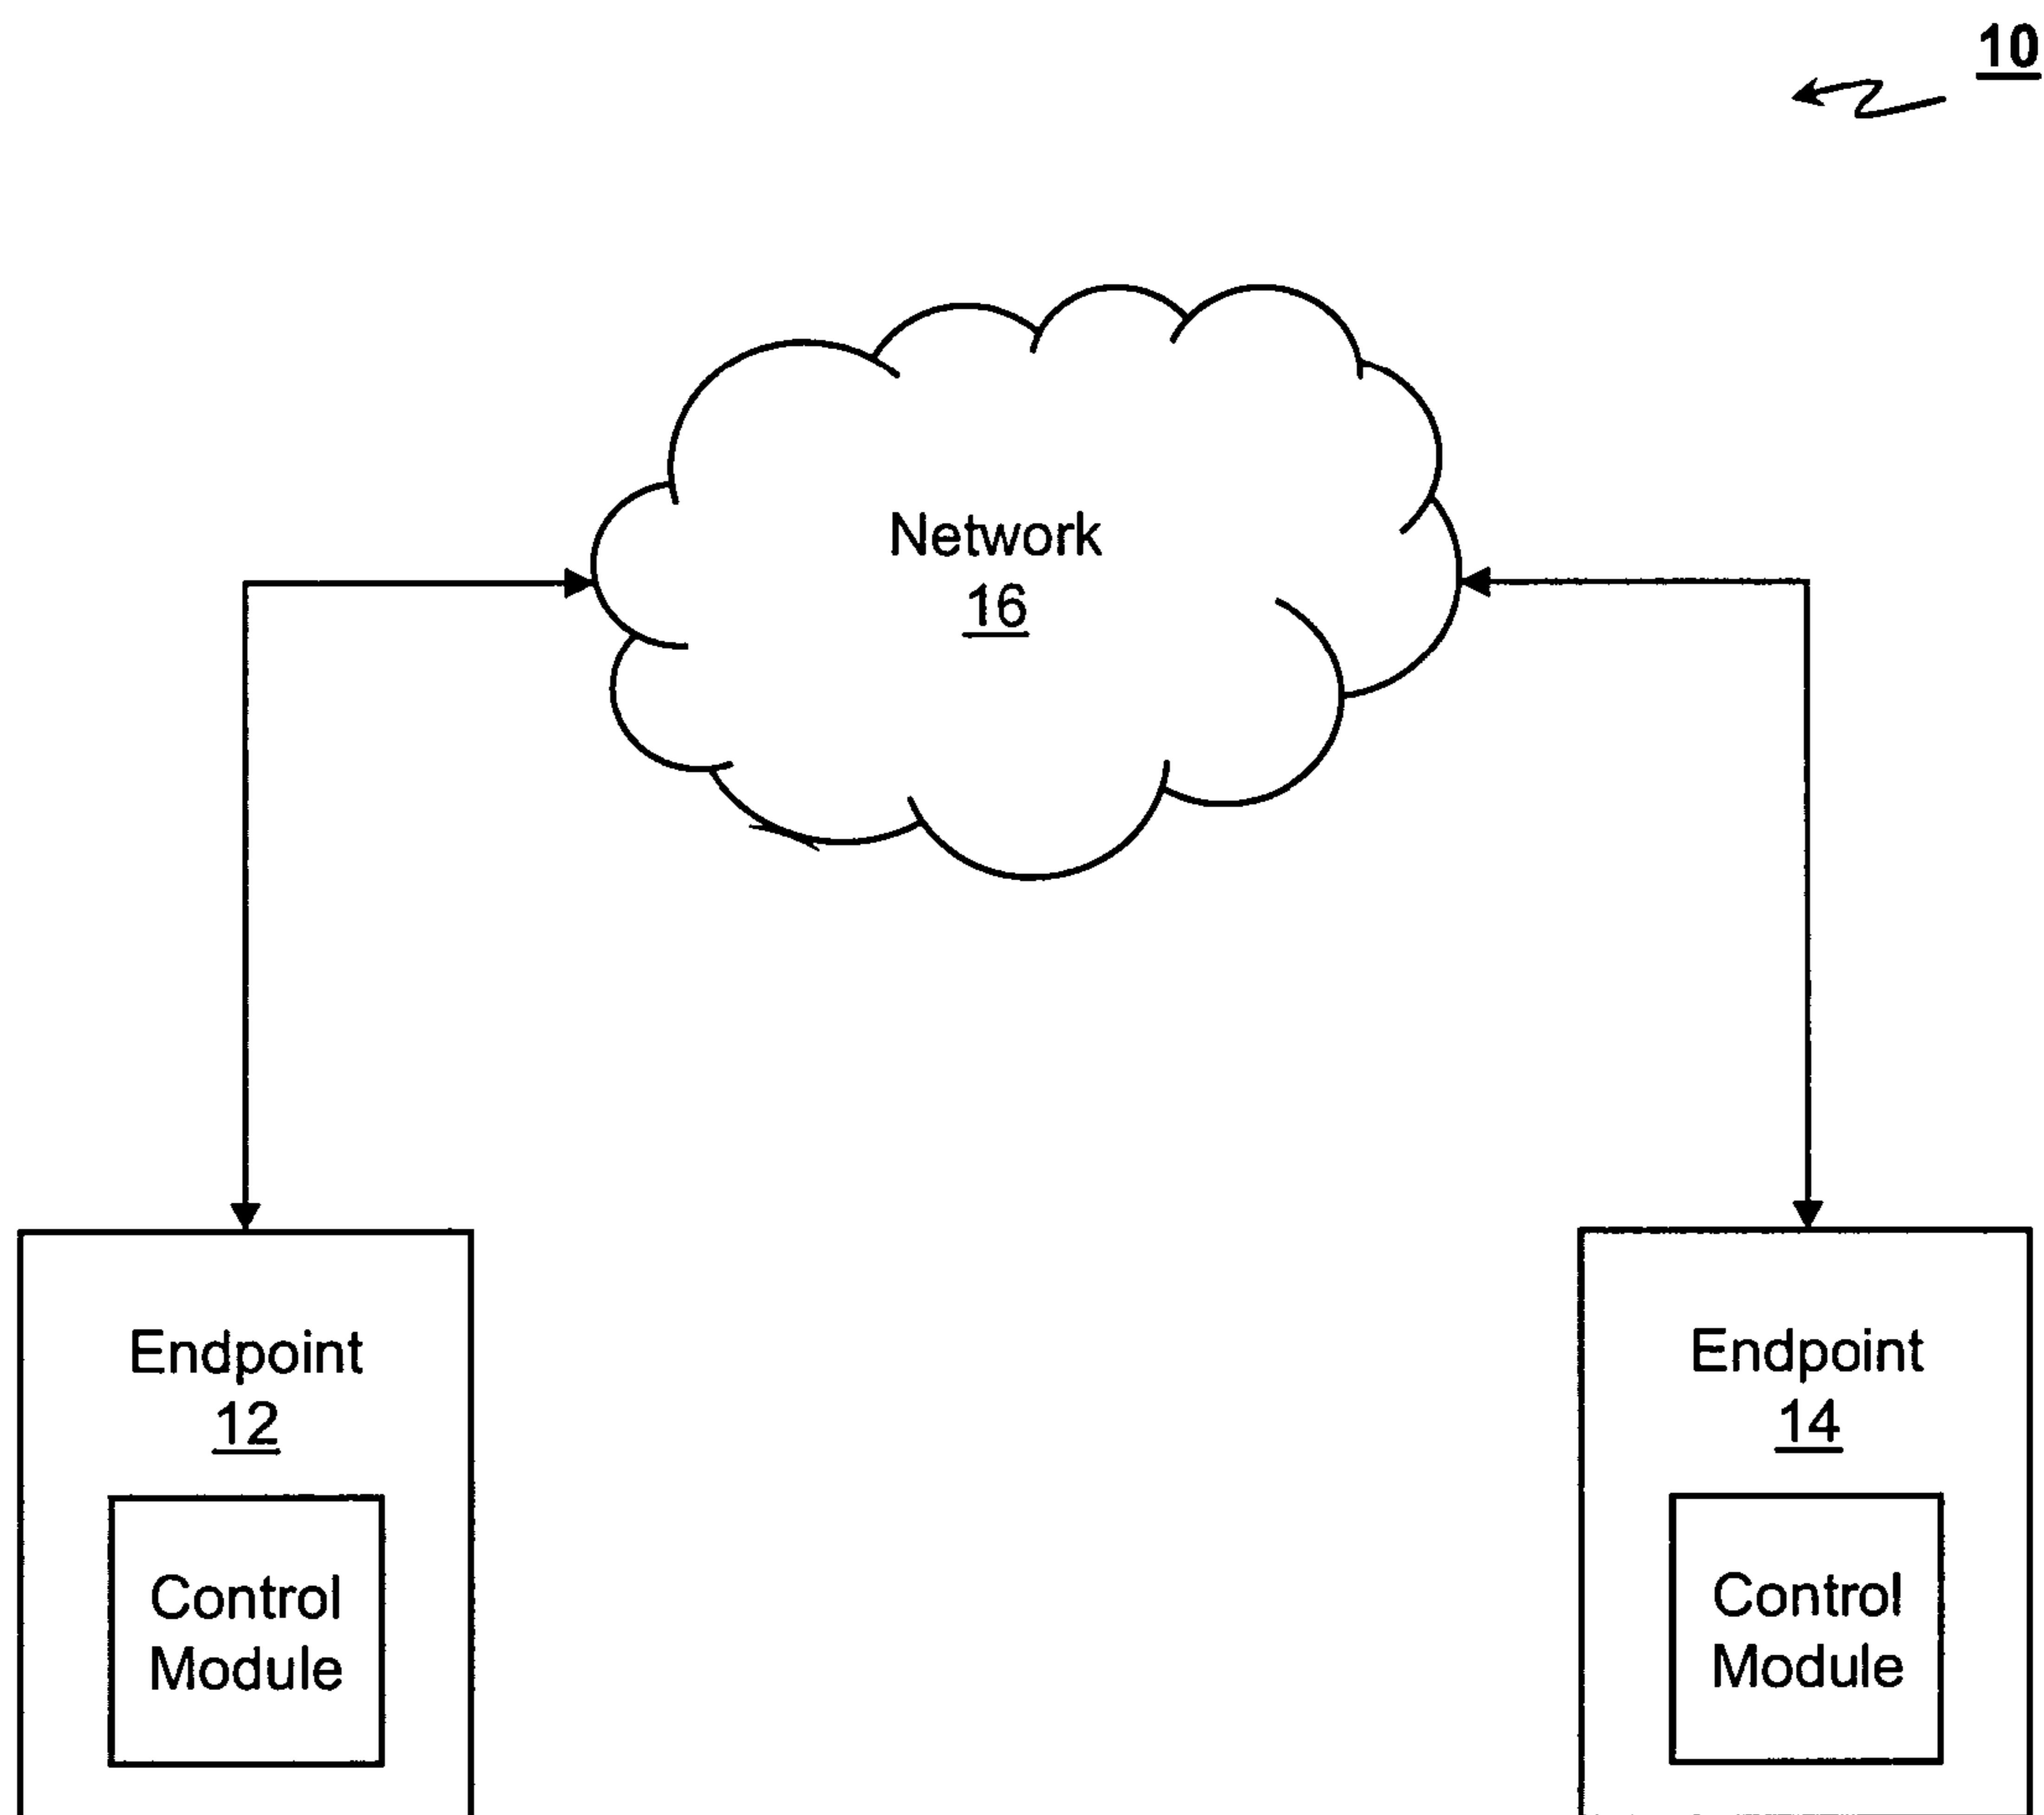 10
Network
16
Endpoint
12
Control
Module
Endpoint
14
Control
Module